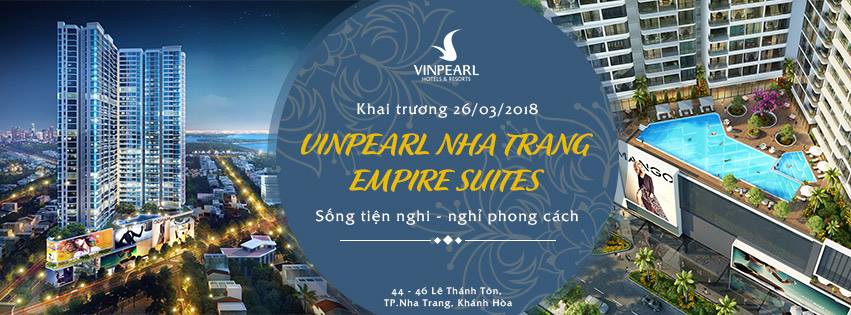 VINPEARL
HOTELS & RESORTS
Khai trương 26/03/2018
VINPEARL NHA TRANG
EMPIRE SUITES
Sống tiện nghi - nghỉ phong cách
44 - 46 Lê Thánh Tôn,
TP.Nha Trang, Khánh Hòa
MANGO